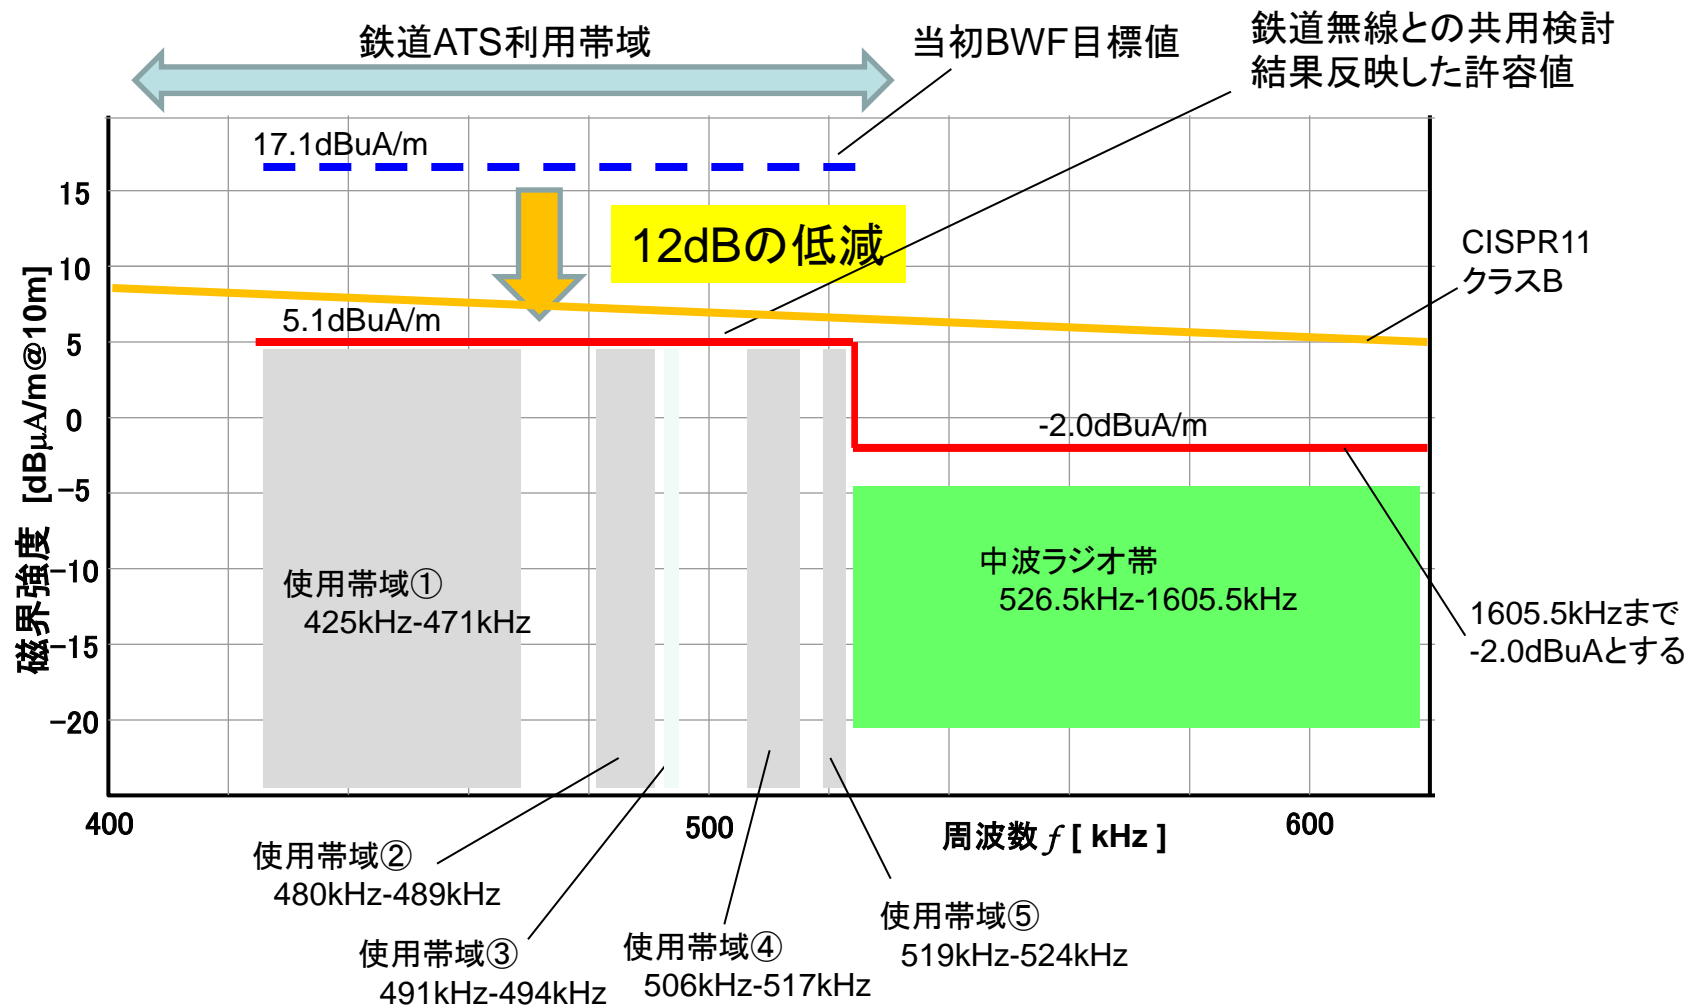 鉄道ATS利用帯域
当初BWF目標値
鉄道無線との共用検討
結果反映した許容値
17.1dBuA/m
12dBの低減
CISPR11
クラスB
5.1dBuA/m
-2.0dBuA/m
磁界強度 [dBμA/m@10m]
15
10
5
0
−5
−10
−15
−20
使用帯域①
425kHz-471kHz
中波ラジオ帯
526.5kHz-1605.5kHz
1605.5kHzまで
-2.0dBuAとする
400
500
600
周波数 f [ kHz ]
使用帯域②
480kHz-489kHz
使用帯域③
491kHz-494kHz
使用帯域④
506kHz-517kHz
使用帯域⑤
519kHz-524kHz